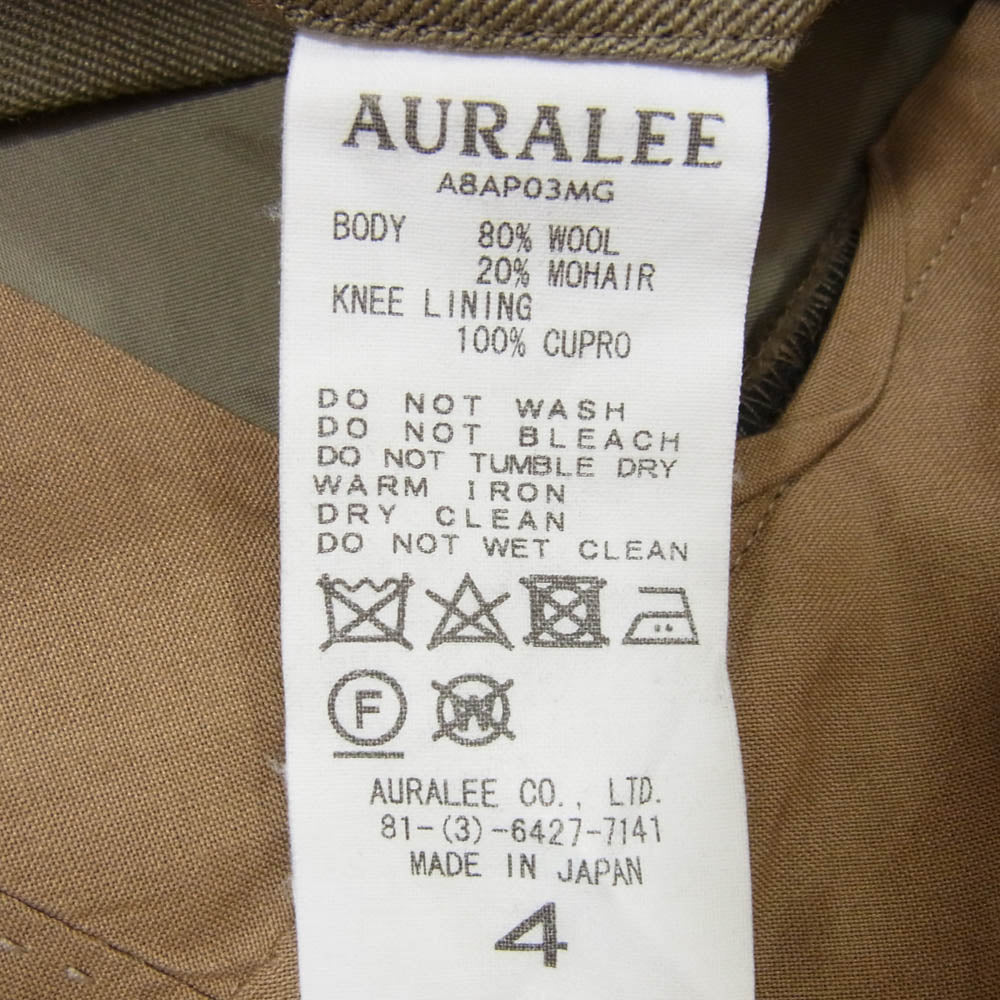 AURALEE
A8AP03MG
BODY 80% WOOL
20% MOHAIR
KNEE LINING
100% CUPRO
DO NOT WASH
DO NOT BLEACH
DO NOT TUMBLE DRY
WARM IRON
DRY CLEAN
DO NOT WET CLEAN
F W
AURALEE CO., LTD.
81-(3)-6427-7141
MADE IN JAPAN
4